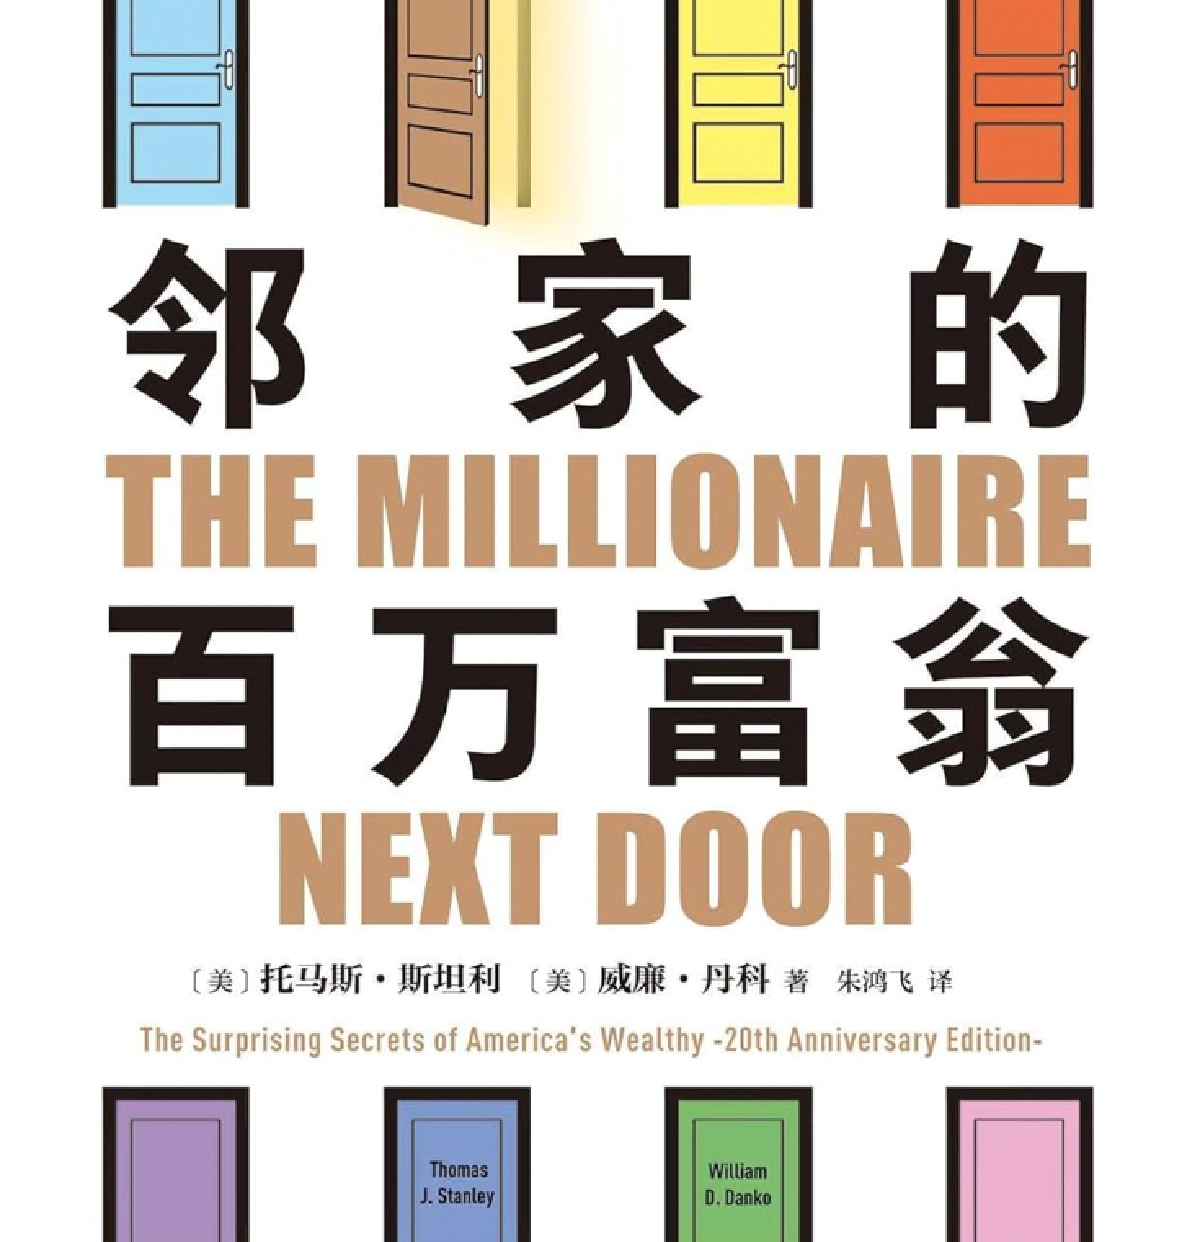 邻家的
THE MILLIONAIRE
百万富翁
NEXT DOOR
〔美〕托马斯·斯坦利 〔美〕威廉·丹科 著 朱鸿飞 译
The Surprising Secrets of America's Wealthy -20th Anniversary Edition-
Thomas
J. Stanley
William
D. Danko